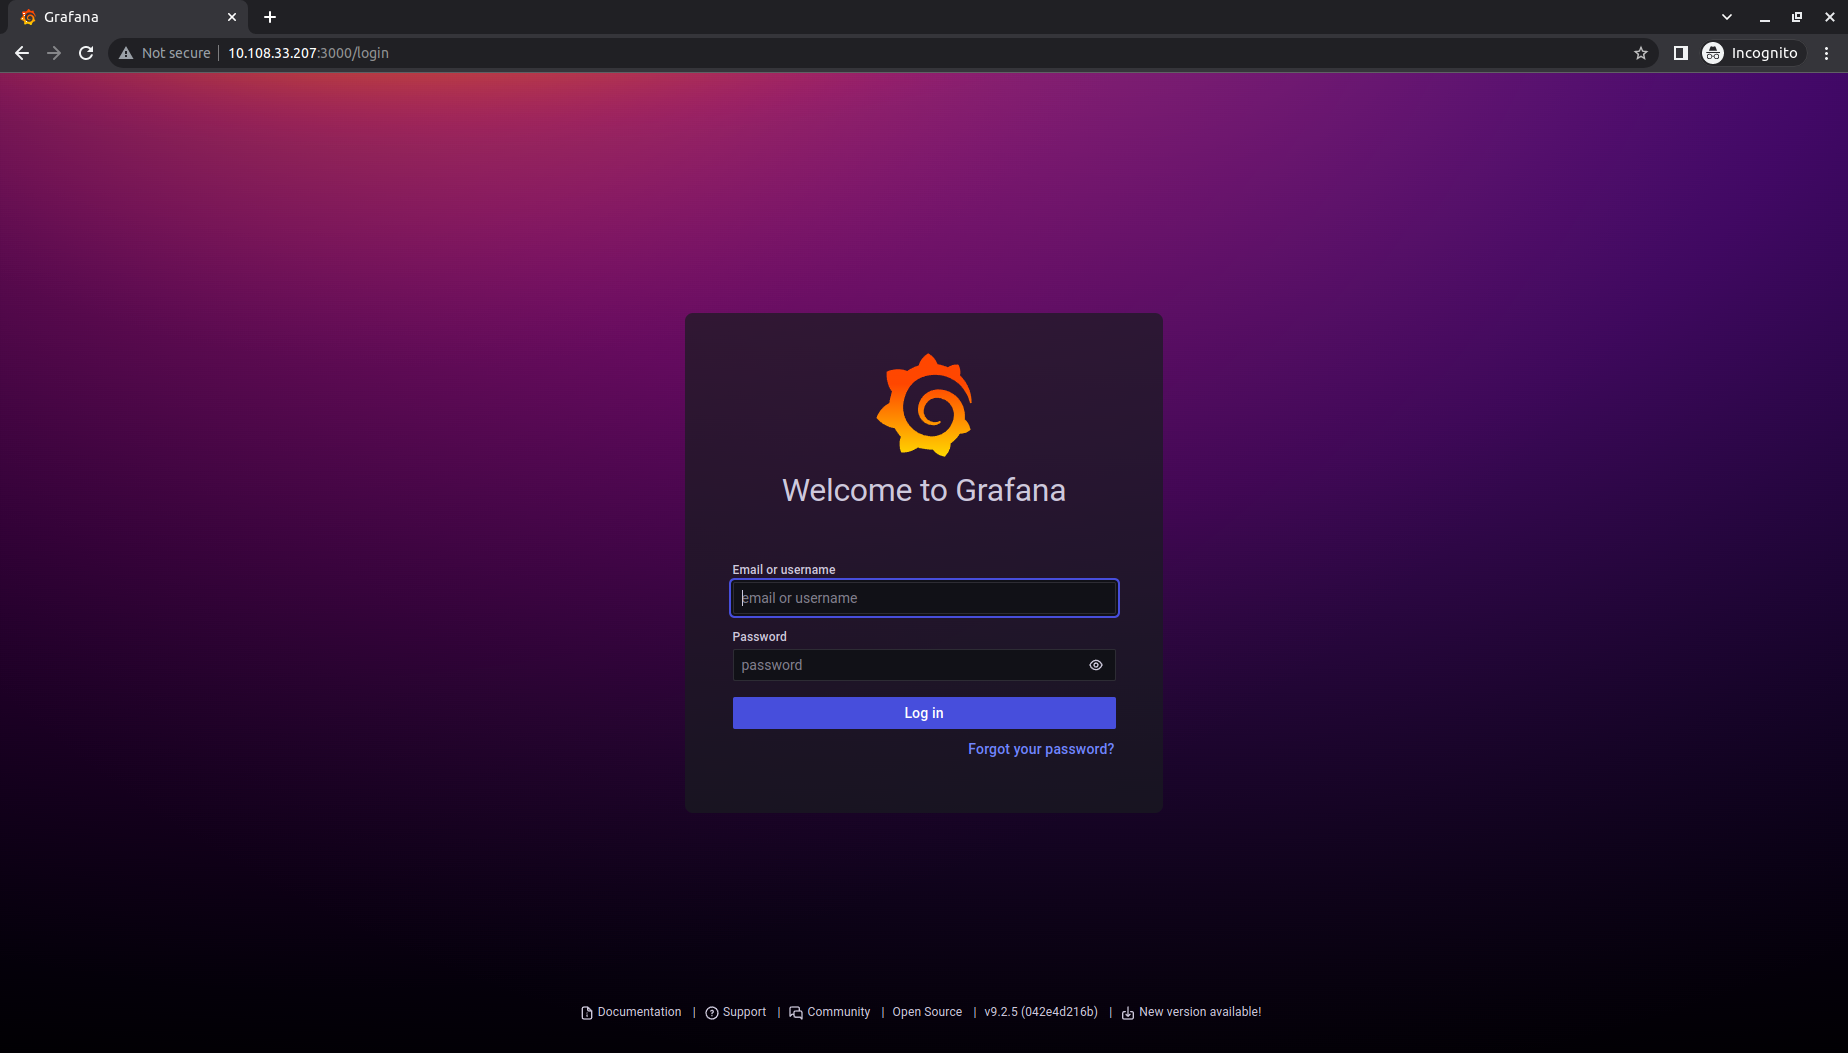 Grafana
Not secure
10.108.33.207:3000/login
Incognito
Welcome to Grafana
Email or username
email or username
Password
password
Log in
Forgot your password?
Documentation | Support | Community | Open Source | v9.2.5 (042e4d216b) | New version available!